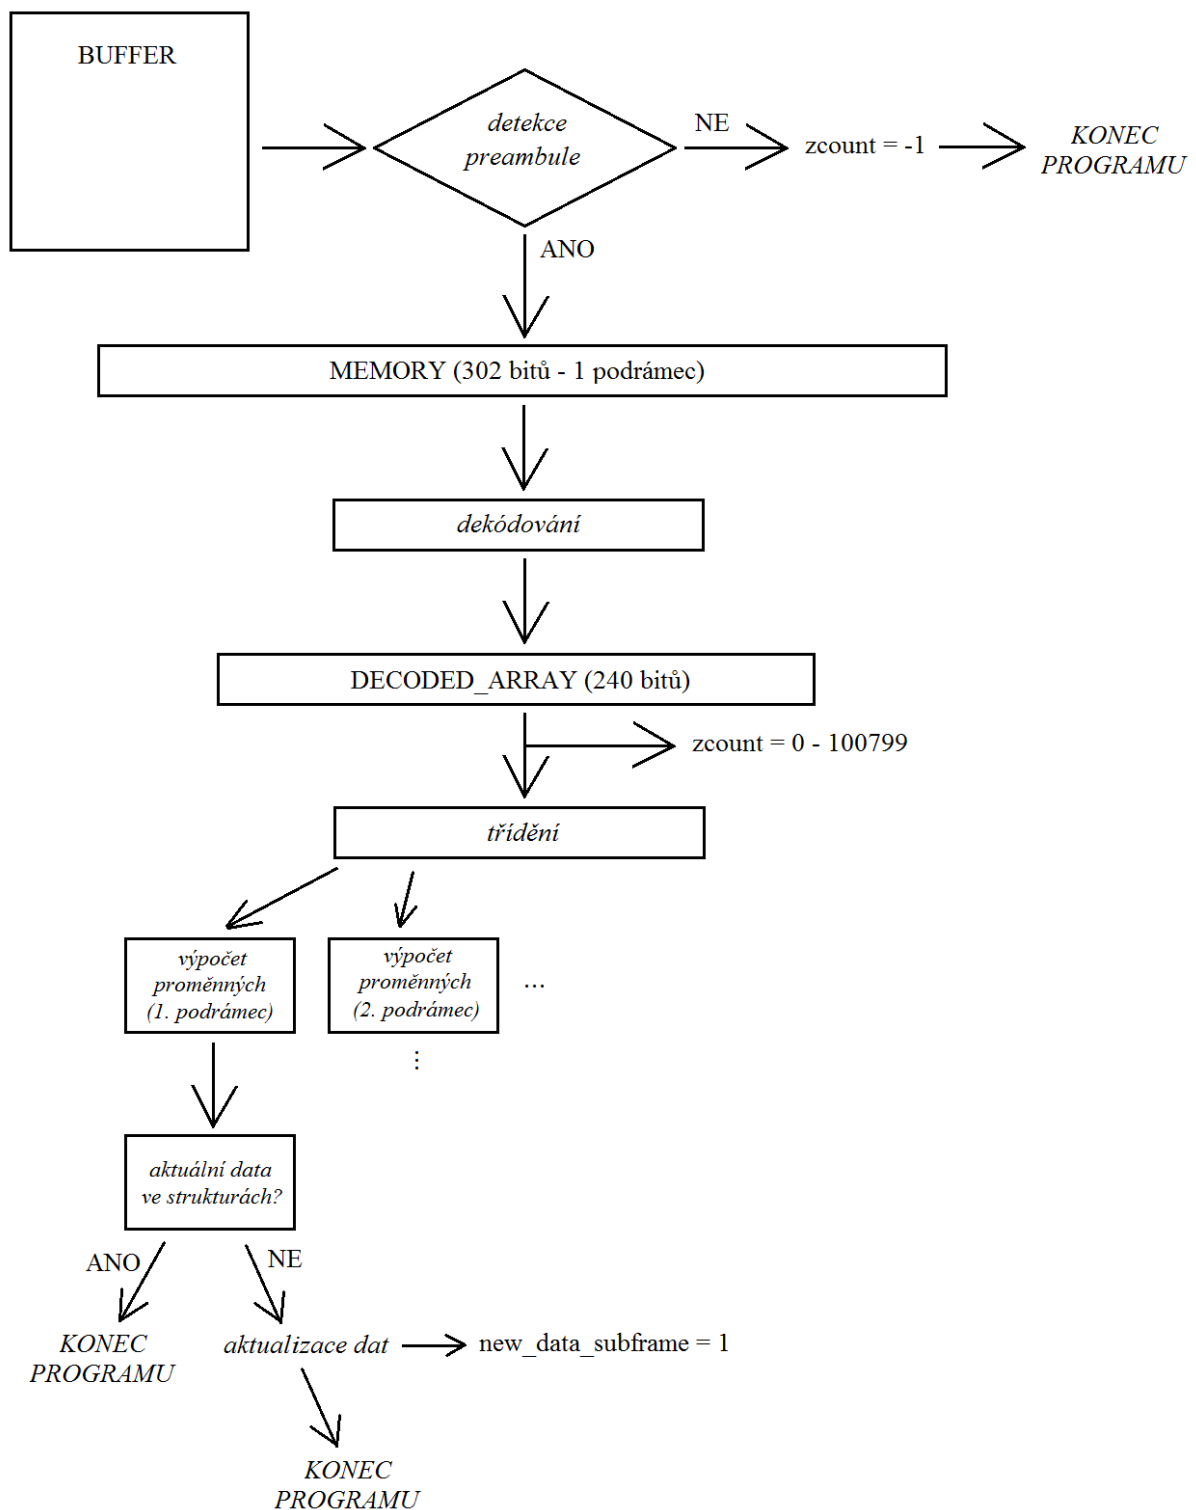 BUFFER
detekce
preambule
NE
zcount = -1
KONEC
PROGRAMU
ANO
MEMORY (302 bitů - 1 podrámec)
dekódování
DECODED_ARRAY (240 bitů)
zcount = 0 - 100799
třídění
výpočet
proměnných
(1. podrámec)
výpočet
proměnných
(2. podrámec)
...
...
aktuální data
ve strukturách?
ANO
NE
KONEC
PROGRAMU
aktualizace dat
new_data_subframe = 1
KONEC
PROGRAMU